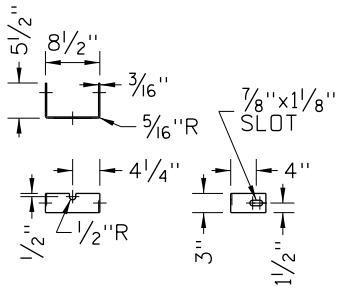 5 1/2"
8 1/2"
3/16"
5/16"R
7/8"x1 1/8"
SLOT
4 1/4"
4"
1/2"
1/2"R
3"
1 1/2"